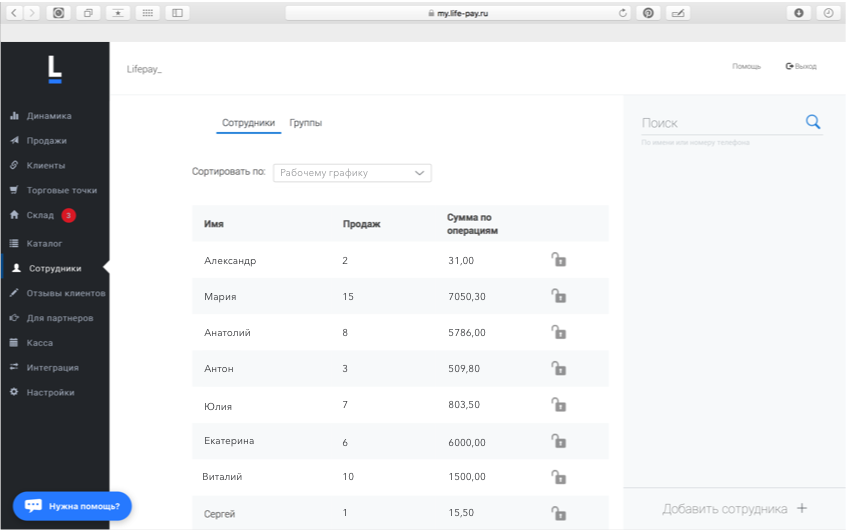 my.life-pay.ru
L
Lifepay_
Помощь
Выход
Динамика
Продажи
Клиенты
Торговые точки
Склад 3
Каталог
Сотрудники
Отзывы клиентов
Для партнеров
Касса
Интеграция
Настройки
Нужна помощь?
Сотрудники Группы
Сортировать по: Рабочему графику
Имя Продаж Сумма по
операциям
Александр 2 31,00
Мария 15 7050,30
Анатолий 8 5786,00
Антон 3 509,80
Юлия 7 803,50
Екатерина 6 6000,00
Виталий 10 1500,00
Сергей 1 15,50
Поиск
По имени или номеру телефона
Добавить сотрудника +